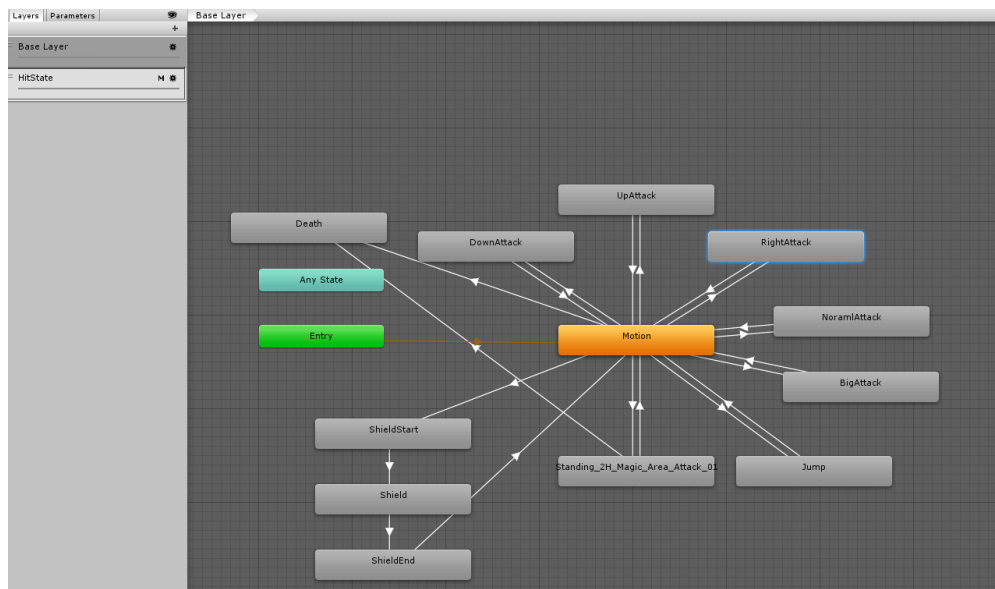 Layers Parameters Base Layer
+
Base Layer
HitState M
UpAttack
Death
DownAttack
RightAttack
Any State
NoramlAttack
Entry
Motion
BigAttack
ShieldStart
Standing_2H_Magic_Area_Attack_01
Jump
Shield
ShieldEnd